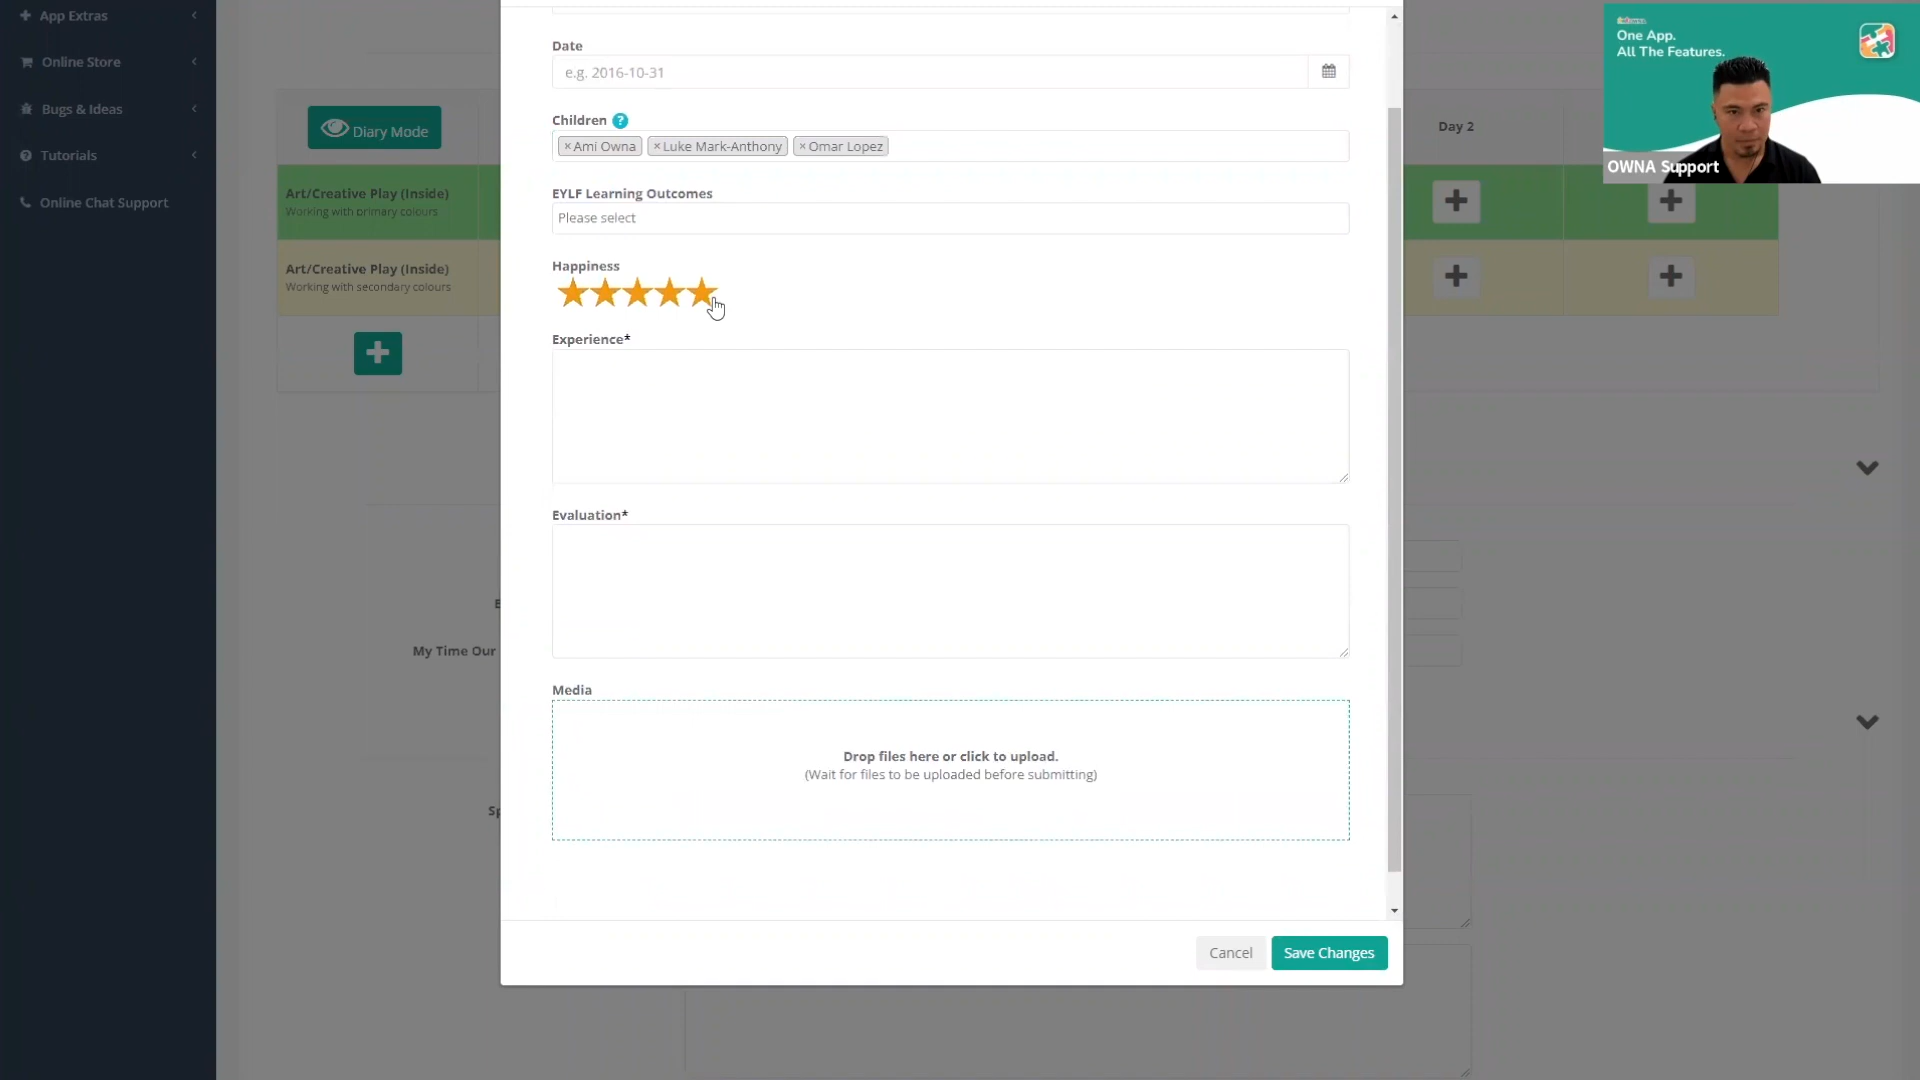 App Extras
Online Store
Bugs & Ideas
Tutorials
Online Chat Support
Diary Mode
Art/Creative Play (Inside)
Working with primary colours
Art/Creative Play (Inside)
Working with secondary colours
My Time Our
Date
e.g. 2016-10-31
Children ?
×Ami Owna ×Luke Mark-Anthony ×Omar Lopez
EYLF Learning Outcomes
Please select
Happiness
Experience*
Evaluation*
Media
Drop files here or click to upload.
(Wait for files to be uploaded before submitting)
Cancel Save Changes
Day 2
One App.
All The Features.
OWNA Support